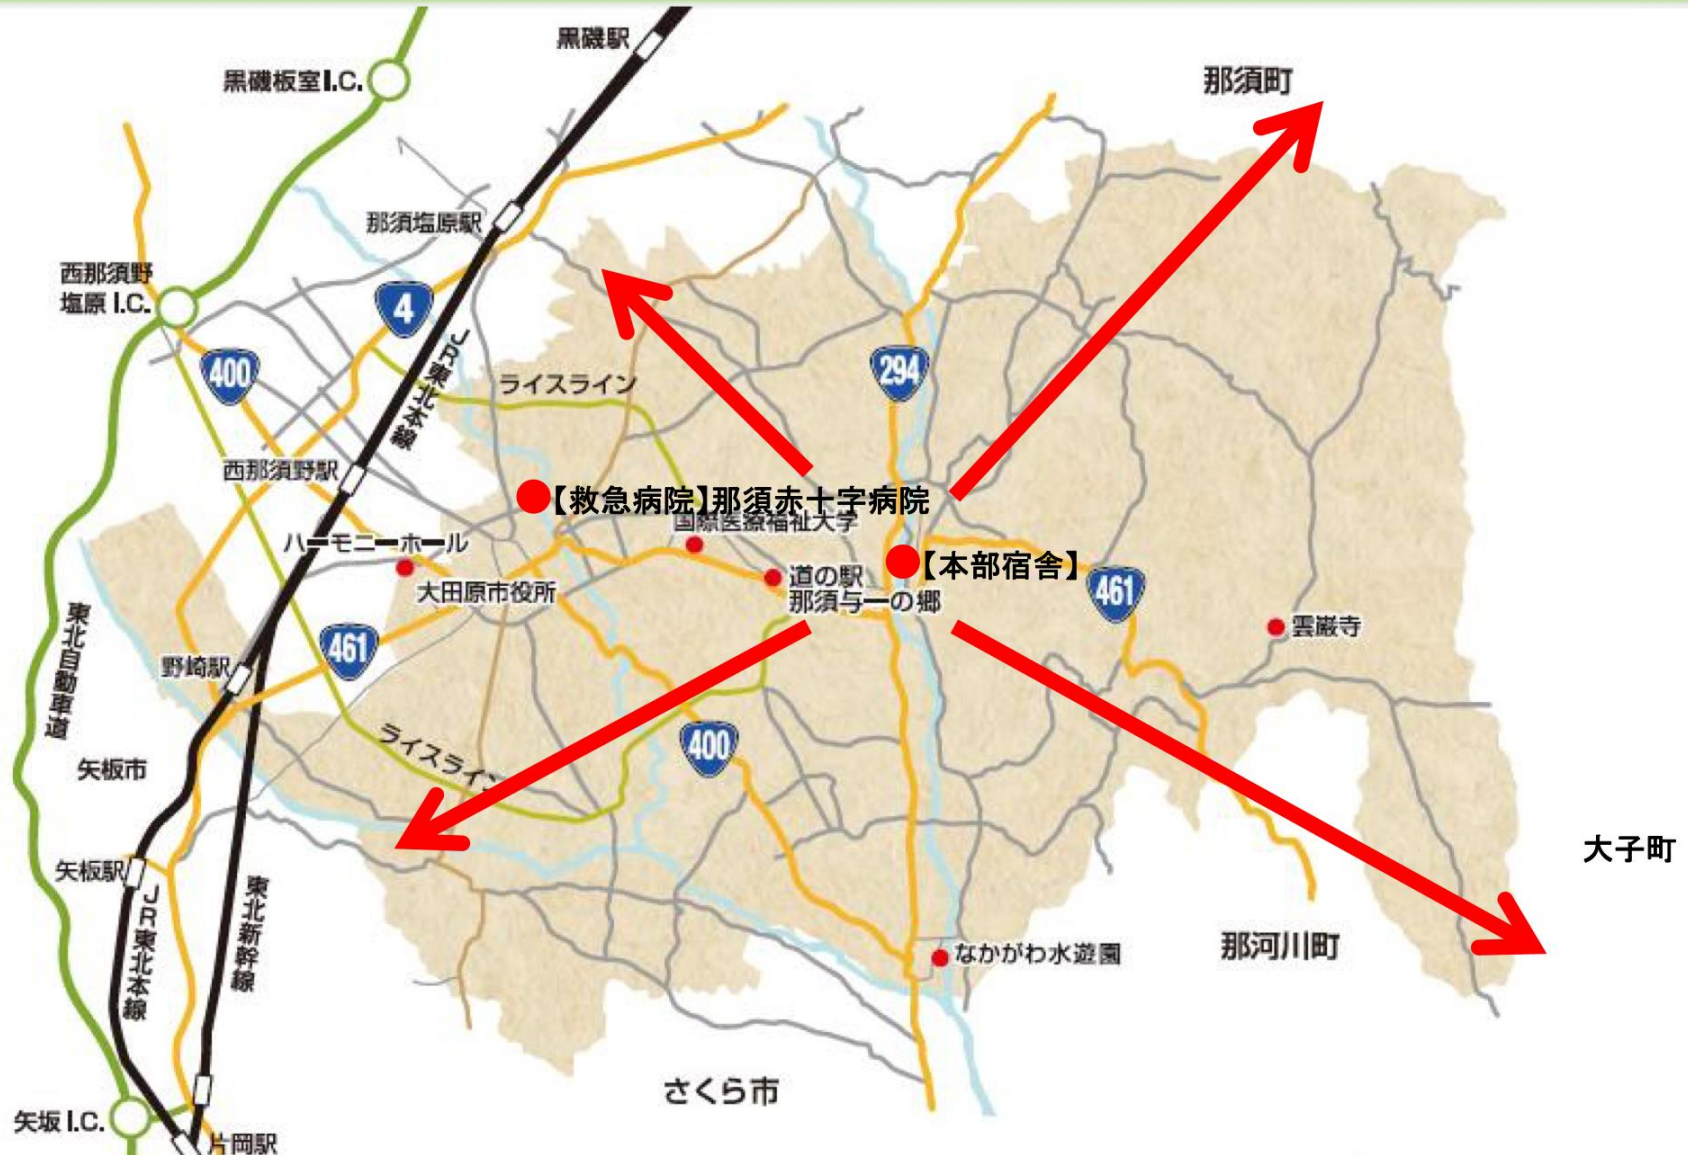 黒磯駅
黒磯板室I.C.
那須町
那須塩原駅
西那須野
塩原I.C.
4
400
JR東北本線
ライスライン
294
西那須野駅
【救急病院】那須赤十字病院
国際医療福祉大学
ハーモニーホール
【本部宿舎】
道の駅
那須与一の郷
大田原市役所
461
東北自動車道
461
雲巌寺
野崎駅
ライスライン
400
矢板市
大子町
矢板駅
JR東北本線
東北新幹線
なかがわ水遊園
那河川町
さくら市
矢坂I.C.
片岡駅